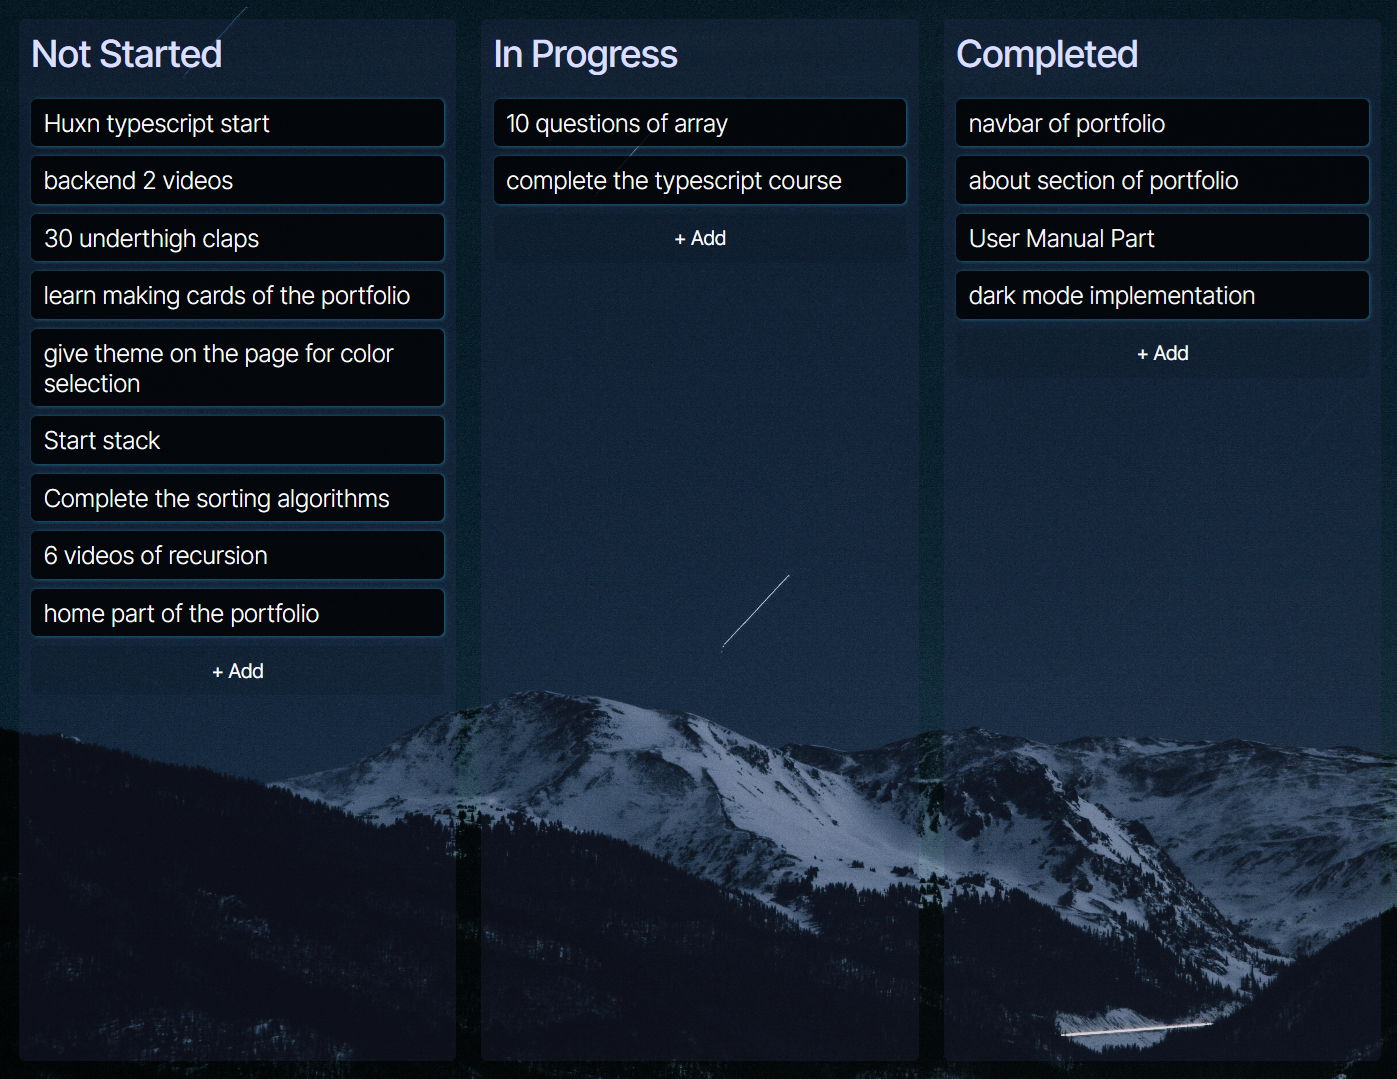 Not Started
Huxn typescript start
backend 2 videos
30 underthigh claps
learn making cards of the portfolio
give theme on the page for color
selection
Start stack
Complete the sorting algorithms
6 videos of recursion
home part of the portfolio
+ Add
In Progress
10 questions of array
complete the typescript course
+ Add
Completed
navbar of portfolio
about section of portfolio
User Manual Part
dark mode implementation
+ Add